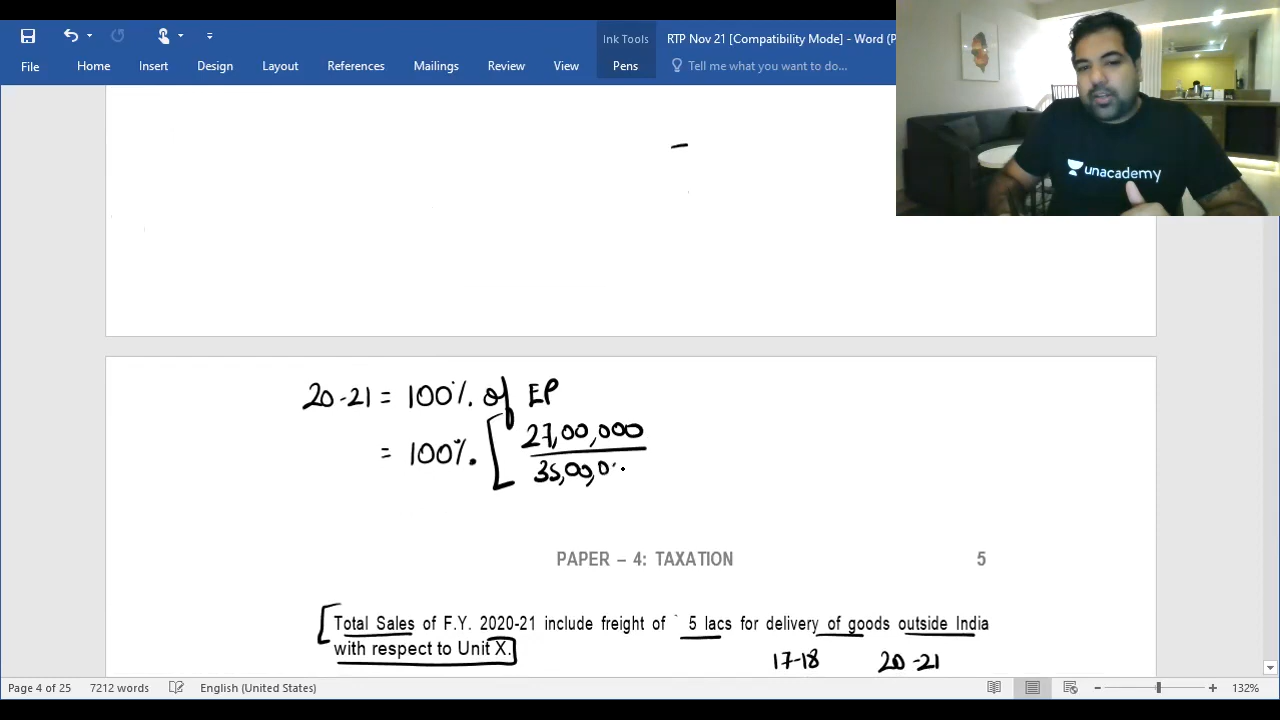 Ink Tools
RTP Nov 21 [Compatibility Mode] - Word (P
File Home Insert Design Layout References Mailings Review View Pens Tell me what you want to do...
unacademy
20-21 = 100%. of EP
= 100%. [ 27,00,000
35,00,0
PAPER – 4: TAXATION 5
[Total Sales of F.Y. 2020-21 include freight of ` 5 lacs for delivery of goods outside India
with respect to Unit X.
17-18 20-21
Page 4 of 25 7212 words English (United States) 132%